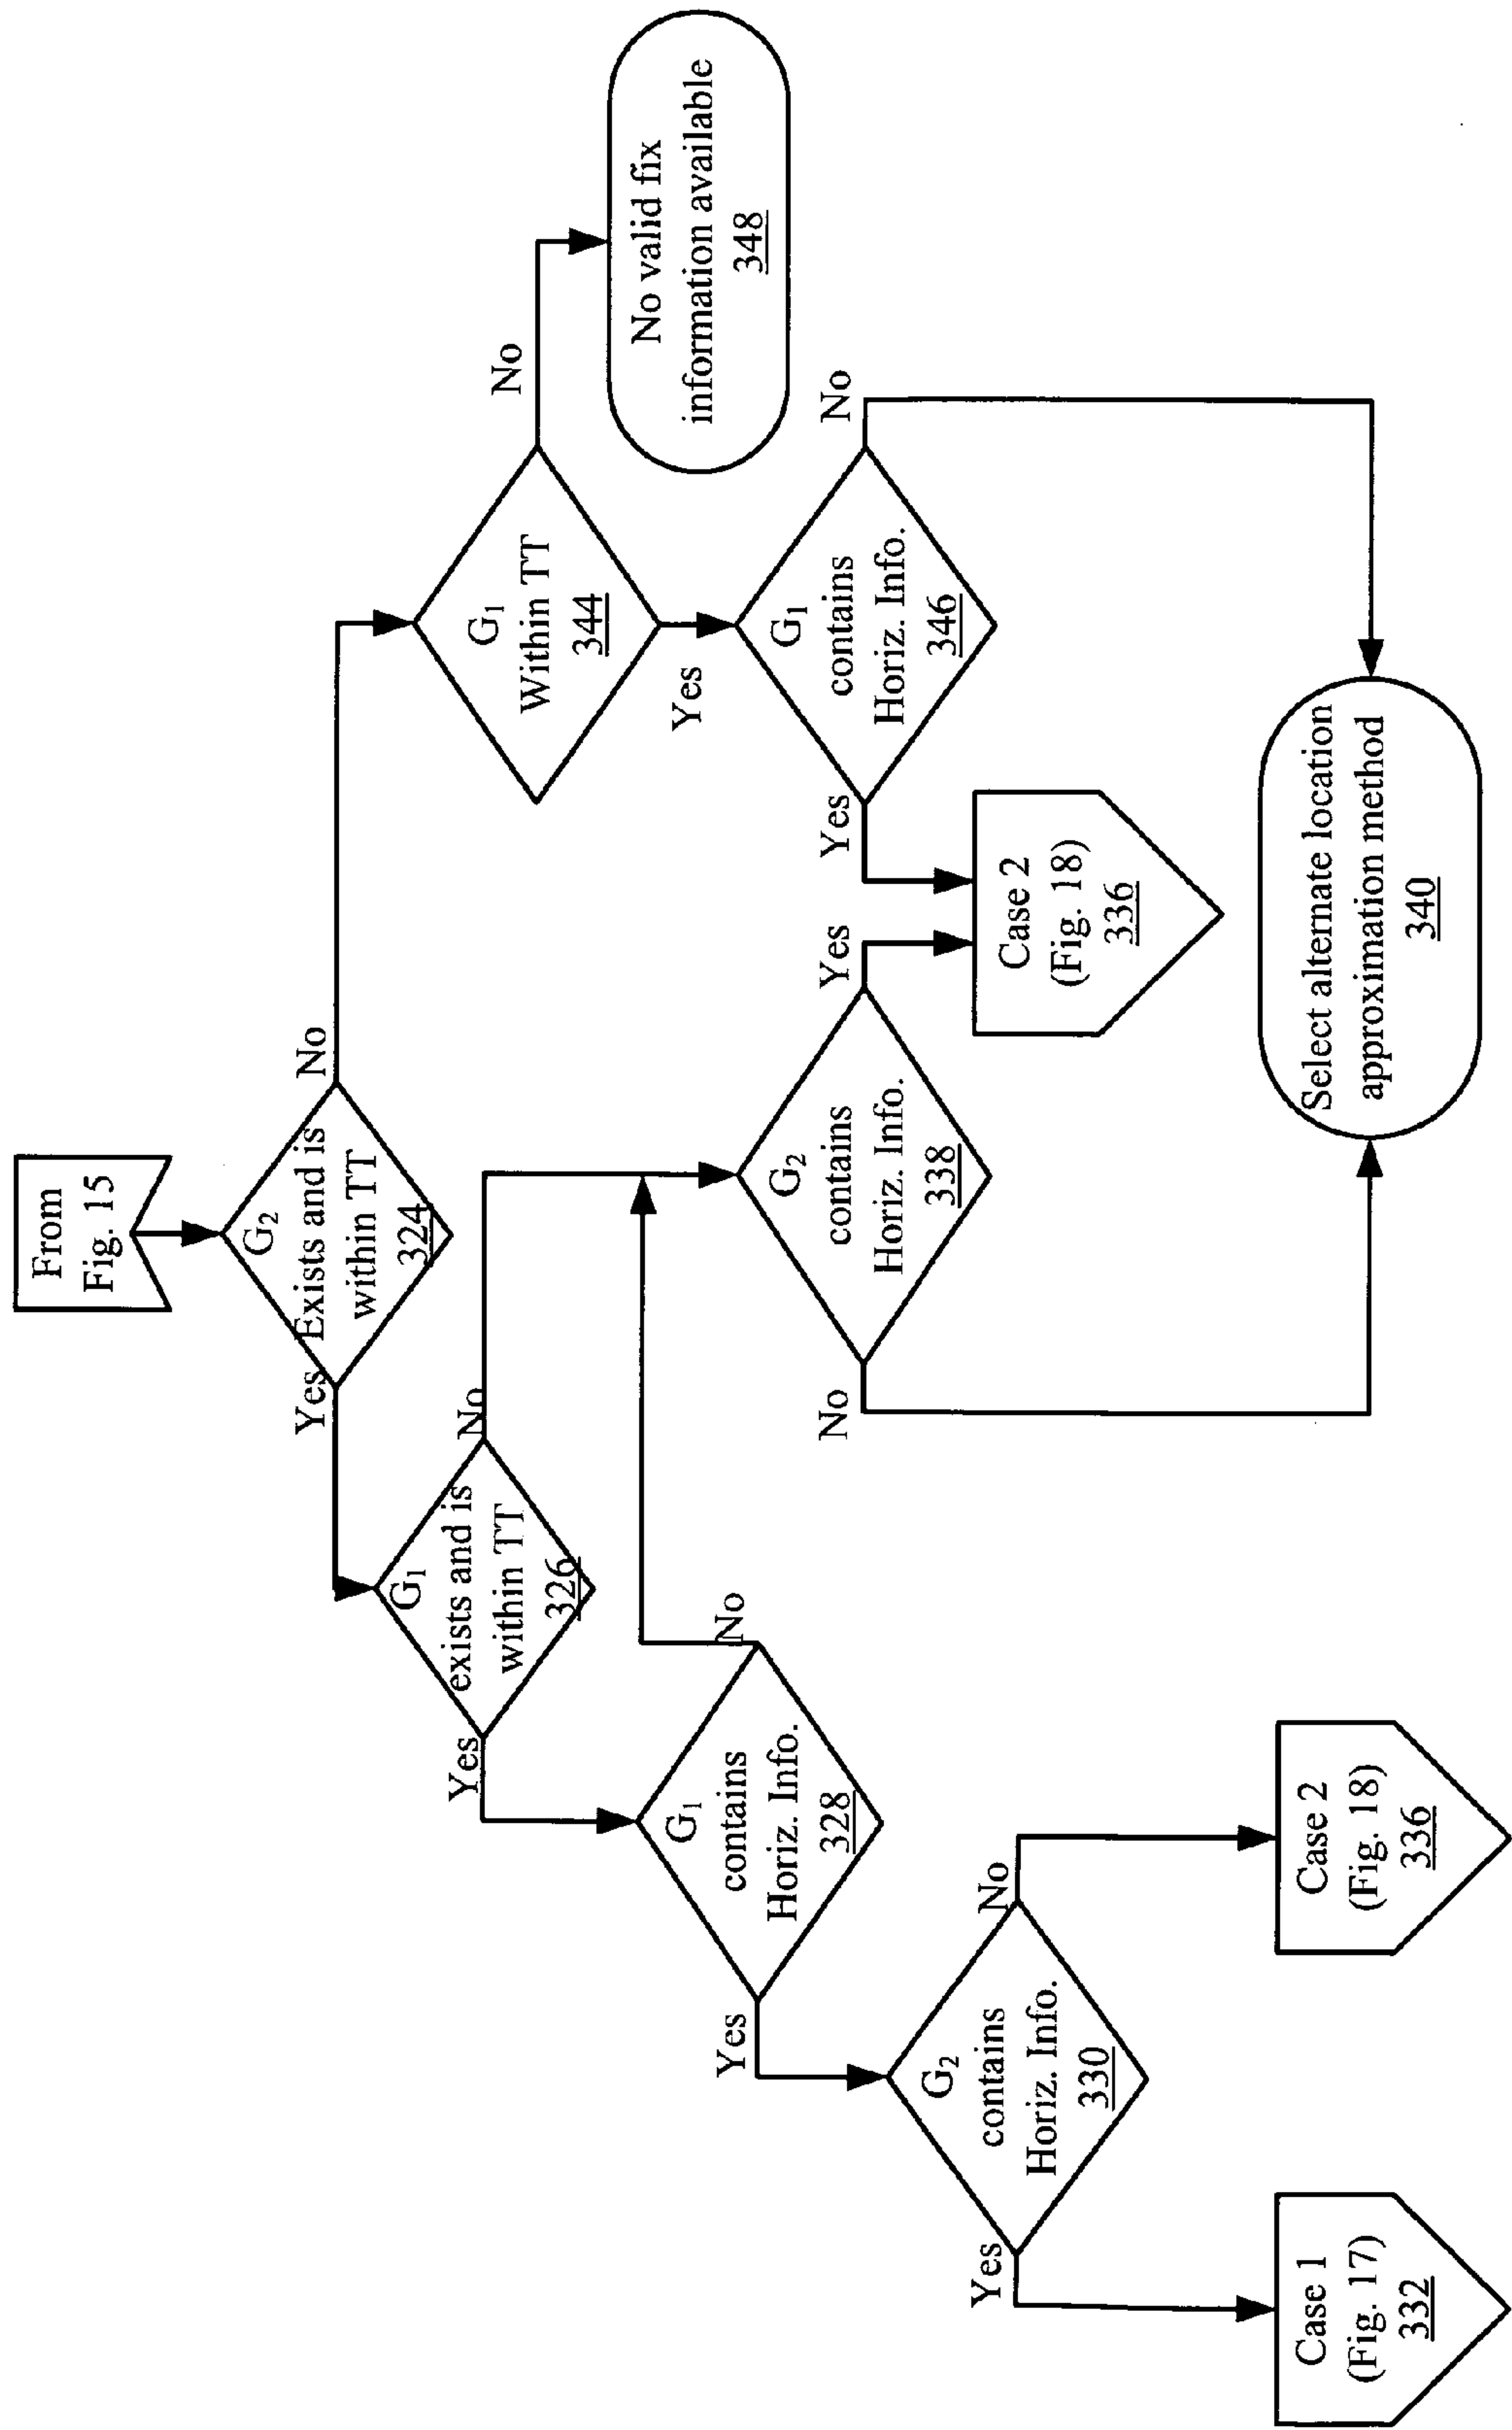 From
Fig. 15
G₂
Exists and is
within TT
324
Yes
No
G₁
exists and is
within TT
326
Yes
No
G₁
Within TT
344
No
Yes
No valid fix
information available
348
G₁
contains
Horiz. Info.
328
Yes
No
G₂
contains
Horiz. Info.
338
No
Yes
G₁
contains
Horiz. Info.
346
Yes
No
Case 2
(Fig. 18)
336
G₂
contains
Horiz. Info.
330
Yes
No
Case 1
(Fig. 17)
332
Case 2
(Fig. 18)
336
Select alternate location
approximation method
340